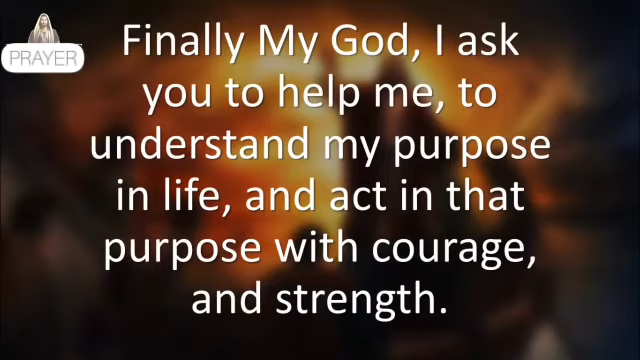 PRAYER
Finally My God, I ask
you to help me, to
understand my purpose
in life, and act in that
purpose with courage,
and strength.